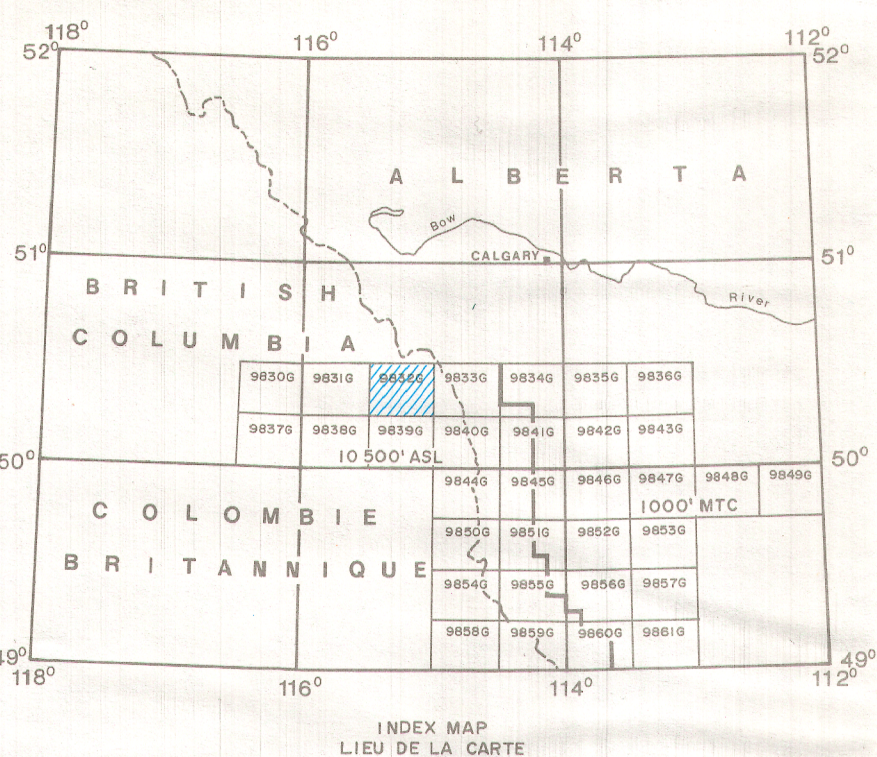 118° 116° 114° 112°
52° 52°
A L B E R T A
Bow
51° CALGARY 51°
B R I T I S H
River
C O L U M B I A
9830G 9831G 9832G 9833G 9834G 9835G 9836G
9837G 9838G 9839G 9840G 9841G 9842G 9843G
10 500' ASL
50° 50°
9844G 9845G 9846G 9847G 9848G 9849G
1000' MTC
C O L O M B I E
9850G 9851G 9852G 9853G
B R I T A N N I Q U E
9854G 9855G 9856G 9857G
9858G 9859G 9860G 9861G
49° 49°
118° 116° 114° 112°
INDEX MAP
LIEU DE LA CARTE